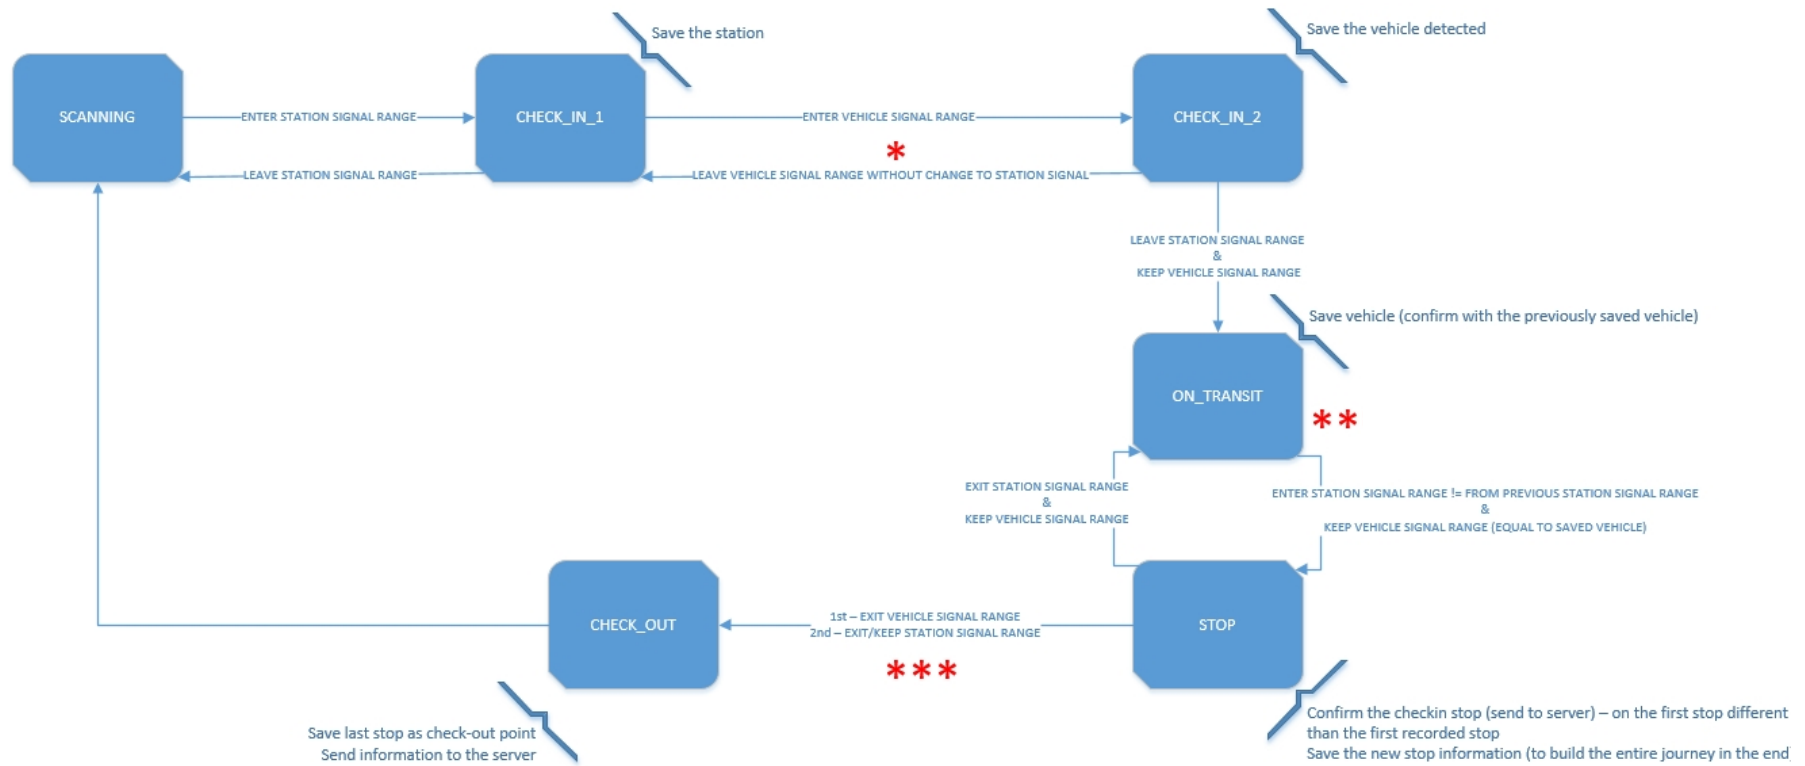 Save the station
Save the vehicle detected
SCANNING
ENTER STATION SIGNAL RANGE
CHECK_IN_1
ENTER VEHICLE SIGNAL RANGE
CHECK_IN_2
*
LEAVE STATION SIGNAL RANGE
LEAVE VEHICLE SIGNAL RANGE WITHOUT CHANGE TO STATION SIGNAL
LEAVE STATION SIGNAL RANGE
&
KEEP VEHICLE SIGNAL RANGE
Save vehicle (confirm with the previously saved vehicle)
ON_TRANSIT
**
EXIT STATION SIGNAL RANGE
&
KEEP VEHICLE SIGNAL RANGE
ENTER STATION SIGNAL RANGE != FROM PREVIOUS STATION SIGNAL RANGE
&
KEEP VEHICLE SIGNAL RANGE (EQUAL TO SAVED VEHICLE)
CHECK_OUT
1st – EXIT VEHICLE SIGNAL RANGE
2nd – EXIT/KEEP STATION SIGNAL RANGE
STOP
***
Save last stop as check-out point
Send information to the server
Confirm the checkin stop (send to server) – on the first stop different
than the first recorded stop
Save the new stop information (to build the entire journey in the end